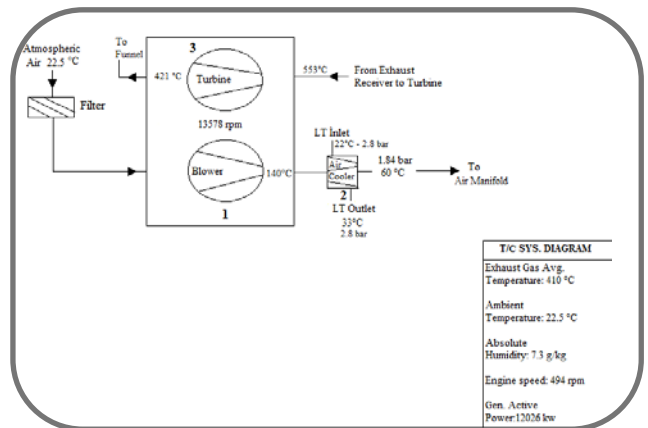 Atmospheric
Air 22.5 °C
Filter
To
Funnel
421 °C
3
Turbine
553°C
From Exhaust
Receiver to Turbine
13578 rpm
Blower
1
140°C
LT Inlet
22°C - 2.8 bar
Air
Cooler
2
LT Outlet
33°C
2.8 bar
1.84 bar
60 °C
To
Air Manifold
T/C SYS. DIAGRAM
Exhaust Gas Avg.
Temperature: 410 °C
Ambient
Temperature: 22.5 °C
Absolute
Humidity: 7.3 g/kg
Engine speed: 494 rpm
Gen. Active
Power:12026 kw